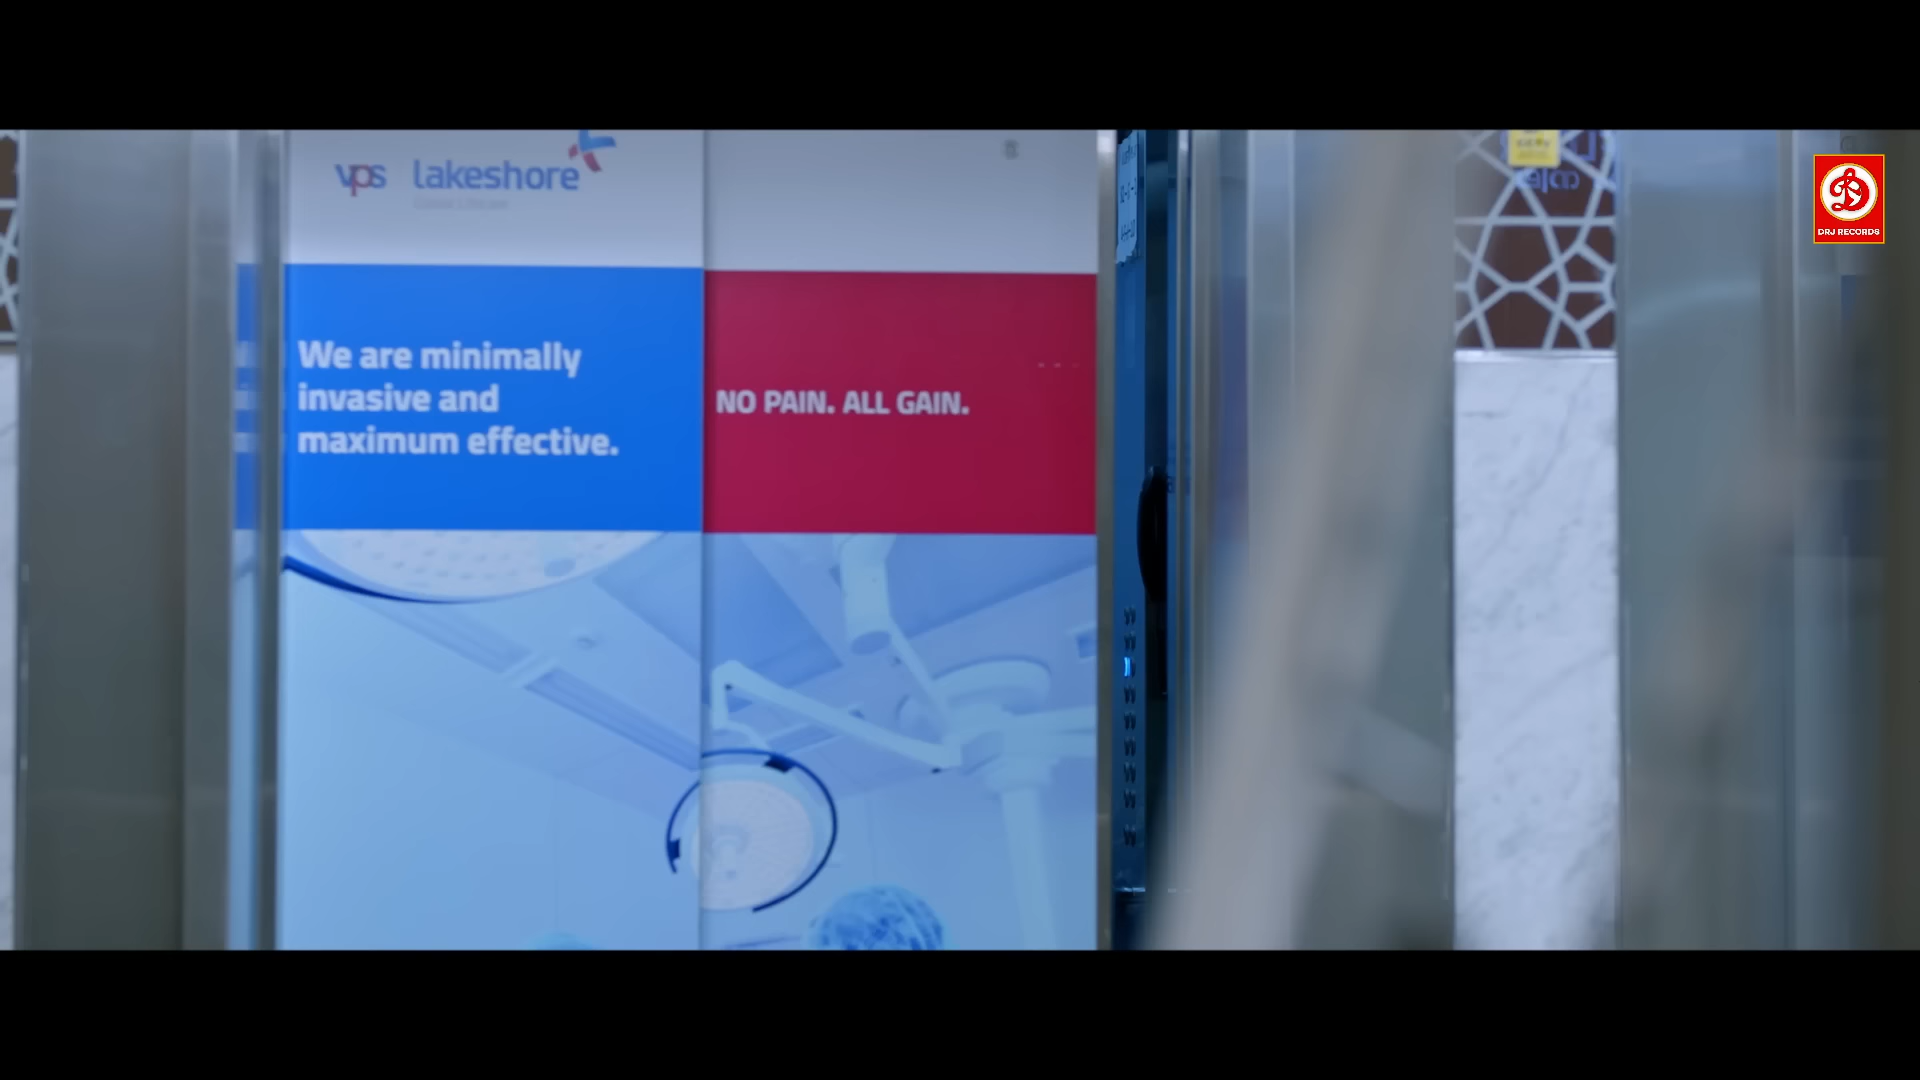 vps lakeshore
We are minimally
invasive and
maximum effective.
NO PAIN. ALL GAIN.
DRJ RECORDS